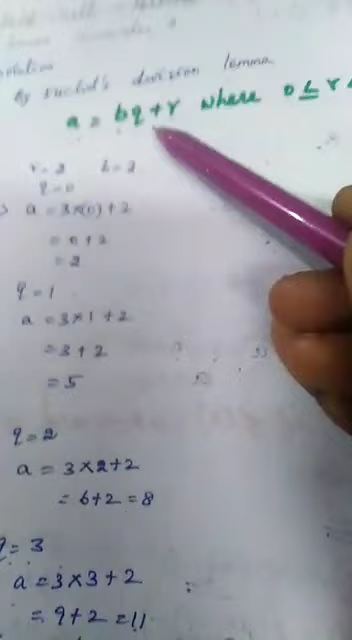 By Euclid's division lemma
a = bq + r where 0 ≤ r <
r = 2
q = 0
a = 3×(0) + 2
= 0 + 2
= 2
q = 1
a = 3×1 + 2
= 3 + 2
= 5
q = 2
a = 3×2+2
= 6+2 = 8
q = 3
a = 3×3+2
= 9+2 = 11